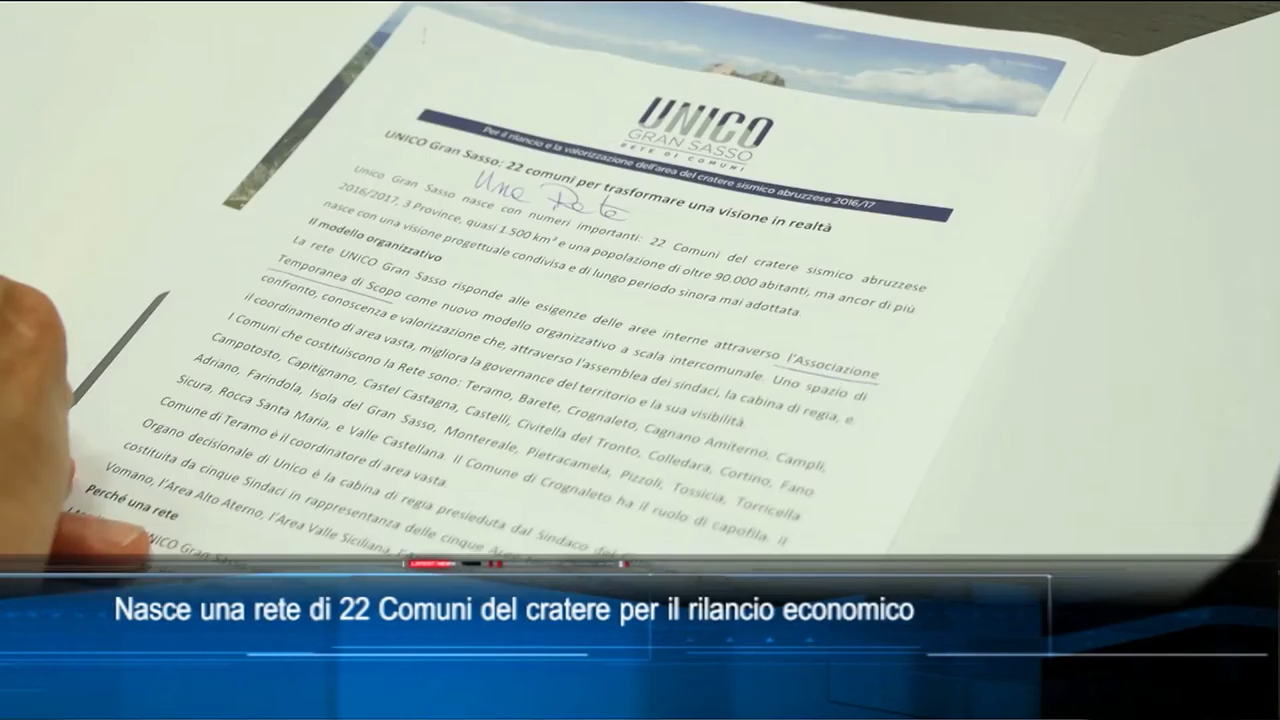 UNICO
GRAN SASSO
RETE DI COMUNI
Per il rilancio e la valorizzazione dell'area del cratere sismico abruzzese 2016/17
UNICO Gran Sasso: 22 comuni per trasformare una visione in realtà
Una Rete
Unico Gran Sasso nasce con numeri importanti: 22 Comuni del cratere sismico abruzzese
2016/2017, 3 Province, quasi 1.500 km² e una popolazione di oltre 90.000 abitanti, ma ancor di più
nasce con una visione progettuale condivisa e di lungo periodo sinora mai adottata.
Il modello organizzativo
La rete UNICO Gran Sasso risponde alle esigenze delle aree interne attraverso l'Associazione
Temporanea di Scopo come nuovo modello organizzativo a scala intercomunale. Uno spazio di
confronto, conoscenza e valorizzazione che, attraverso l'assemblea dei sindaci, la cabina di regia, e
il coordinamento di area vasta, migliora la governance del territorio e la sua visibilità.
I Comuni che costituiscono la Rete sono: Teramo, Barete, Crognaleto, Cagnano Amiterno, Campli,
Campotosto, Capitignano, Castel Castagna, Castelli, Civitella del Tronto, Colledara, Cortino, Fano
Adriano, Farindola, Isola del Gran Sasso, Montereale, Pietracamela, Pizzoli, Tossicia, Torricella
Sicura, Rocca Santa Maria, e Valle Castellana. Il Comune di Crognaleto ha il ruolo di capofila. Il
Comune di Teramo è il coordinatore di area vasta.
Organo decisionale di Unico è la cabina di regia presieduta dal Sindaco del
costituita da cinque Sindaci in rappresentanza delle cinque Aree
Vomano, l'Area Alto Aterno, l'Area Valle Siciliana,
Perché una rete
UNICO Gran Sasso
LATEST NEWS
Nasce una rete di 22 Comuni del cratere per il rilancio economico